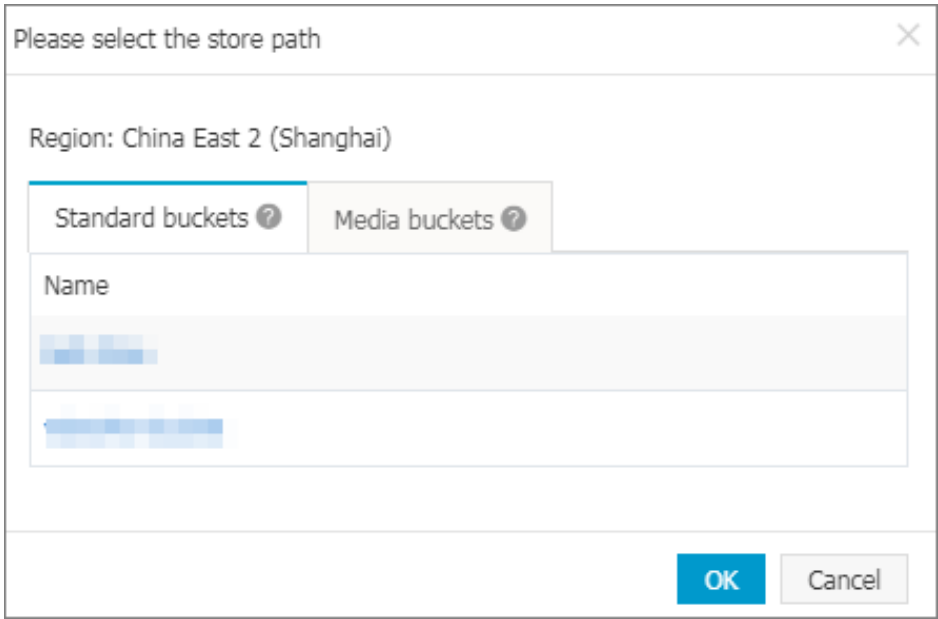 Please select the store path
Region: China East 2 (Shanghai)
Standard buckets ?
Media buckets ?
Name
OK
Cancel